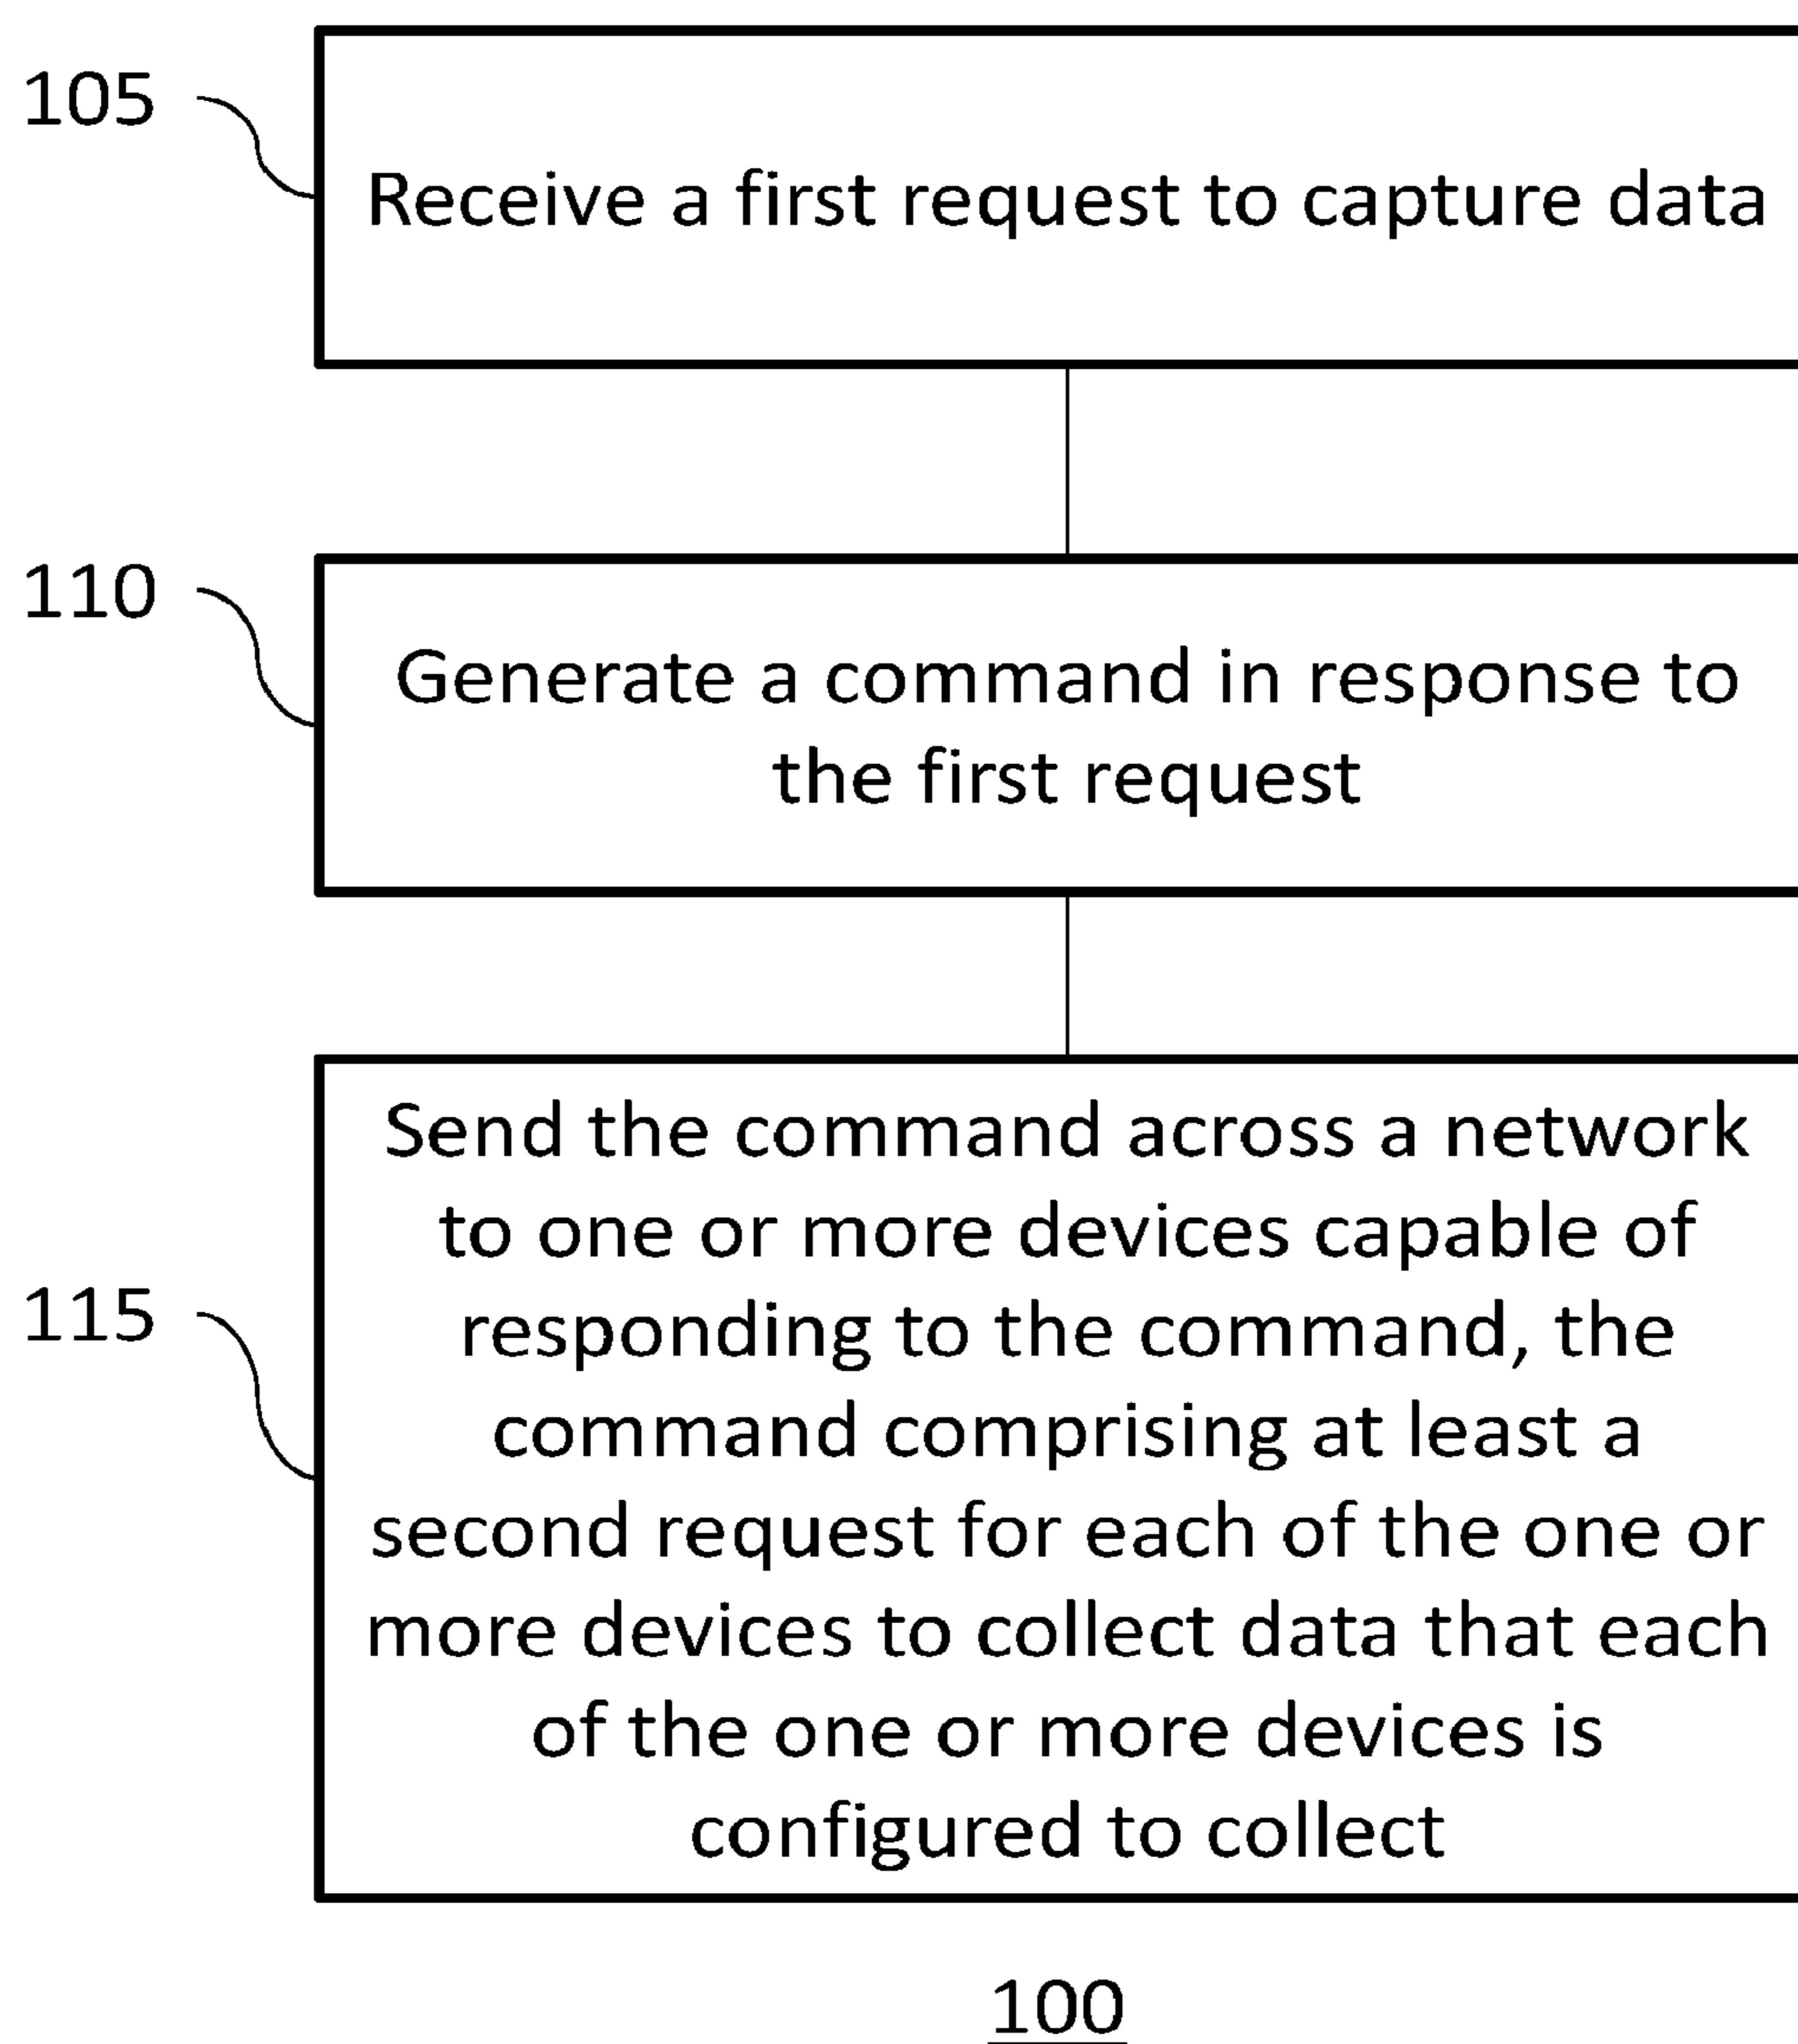 105
Receive a first request to capture data
110
Generate a command in response to
the first request
115
Send the command across a network
to one or more devices capable of
responding to the command, the
command comprising at least a
second request for each of the one or
more devices to collect data that each
of the one or more devices is
configured to collect
100